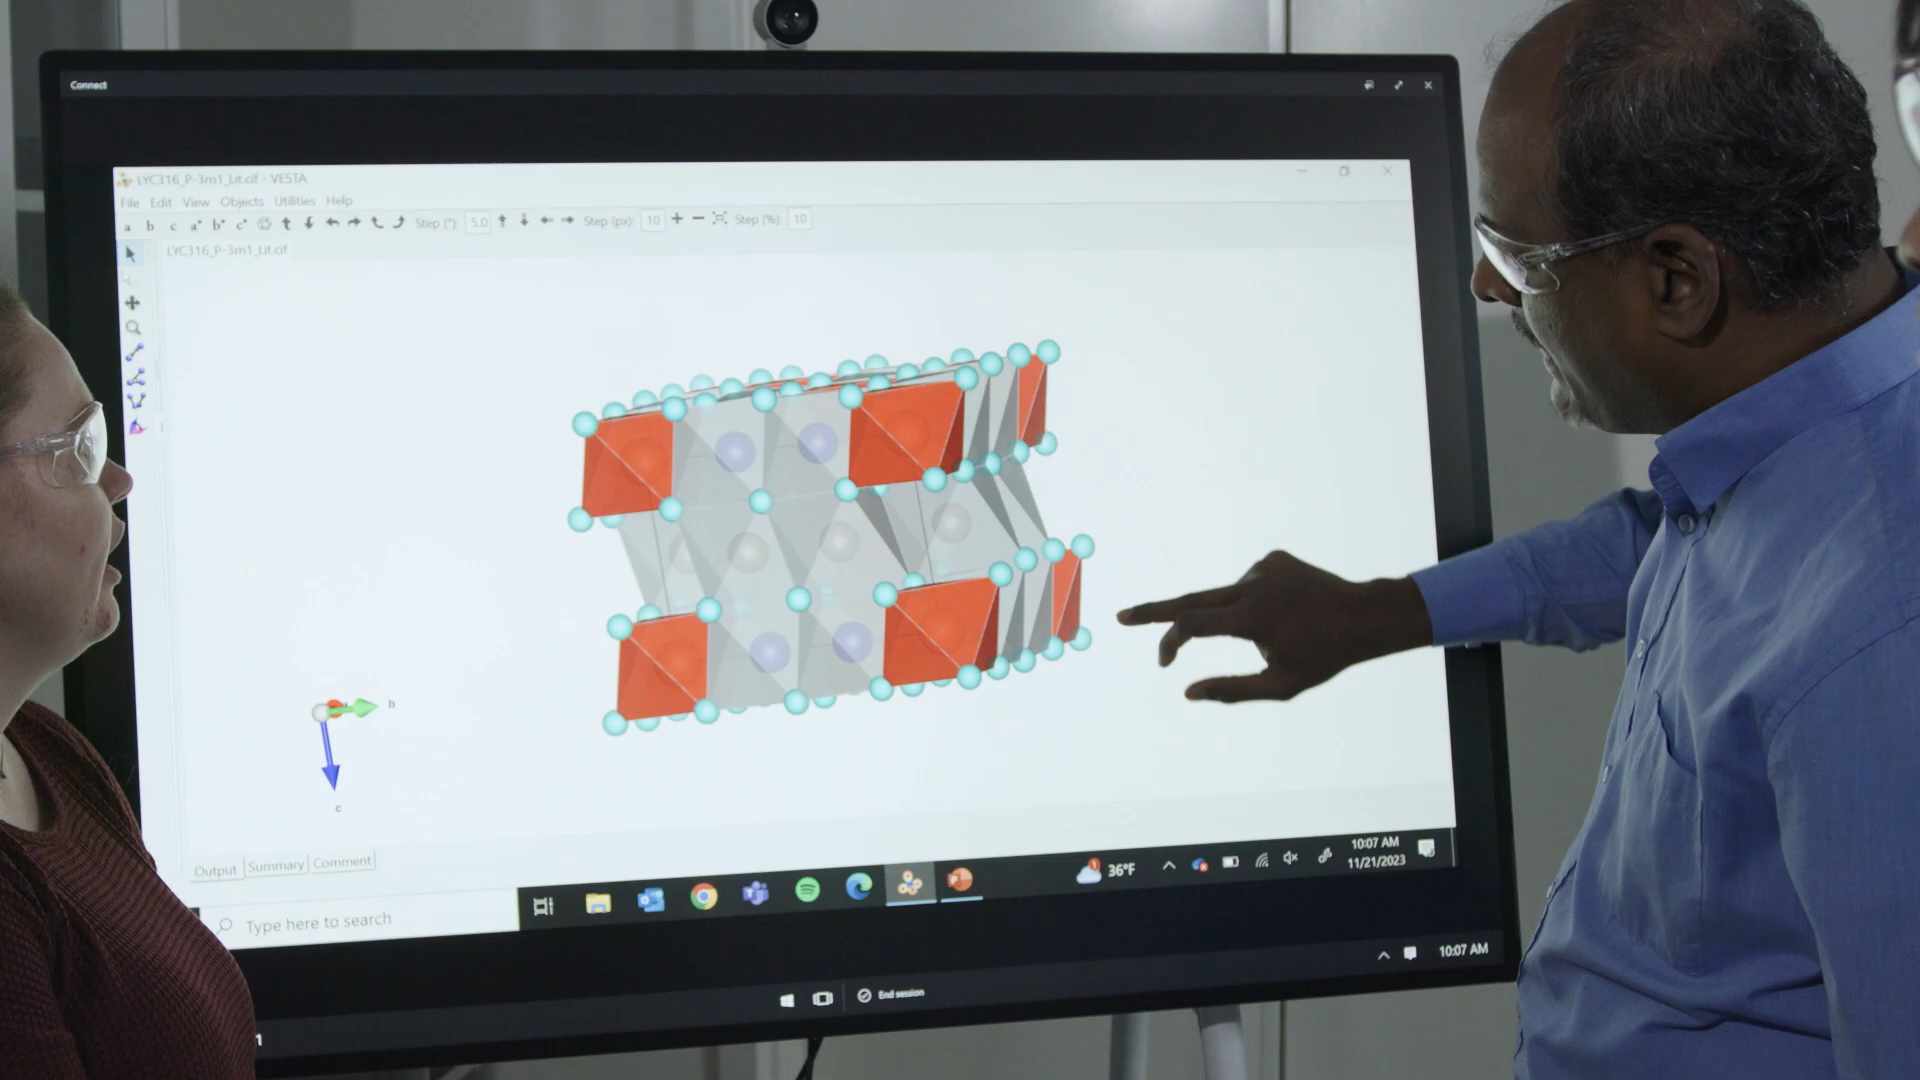 Connect
LYC316_P-3m1_Lit.cif - VESTA
File Edit View Objects Utilities Help
a b c a* b* c* Step (°): 5.0 Step (px): 10 Step (%): 10
LYC316_P-3m1_Lit.cif
b
c
Output Summary Comment
Type here to search
36°F
10:07 AM
11/21/2023
10:07 AM
End session